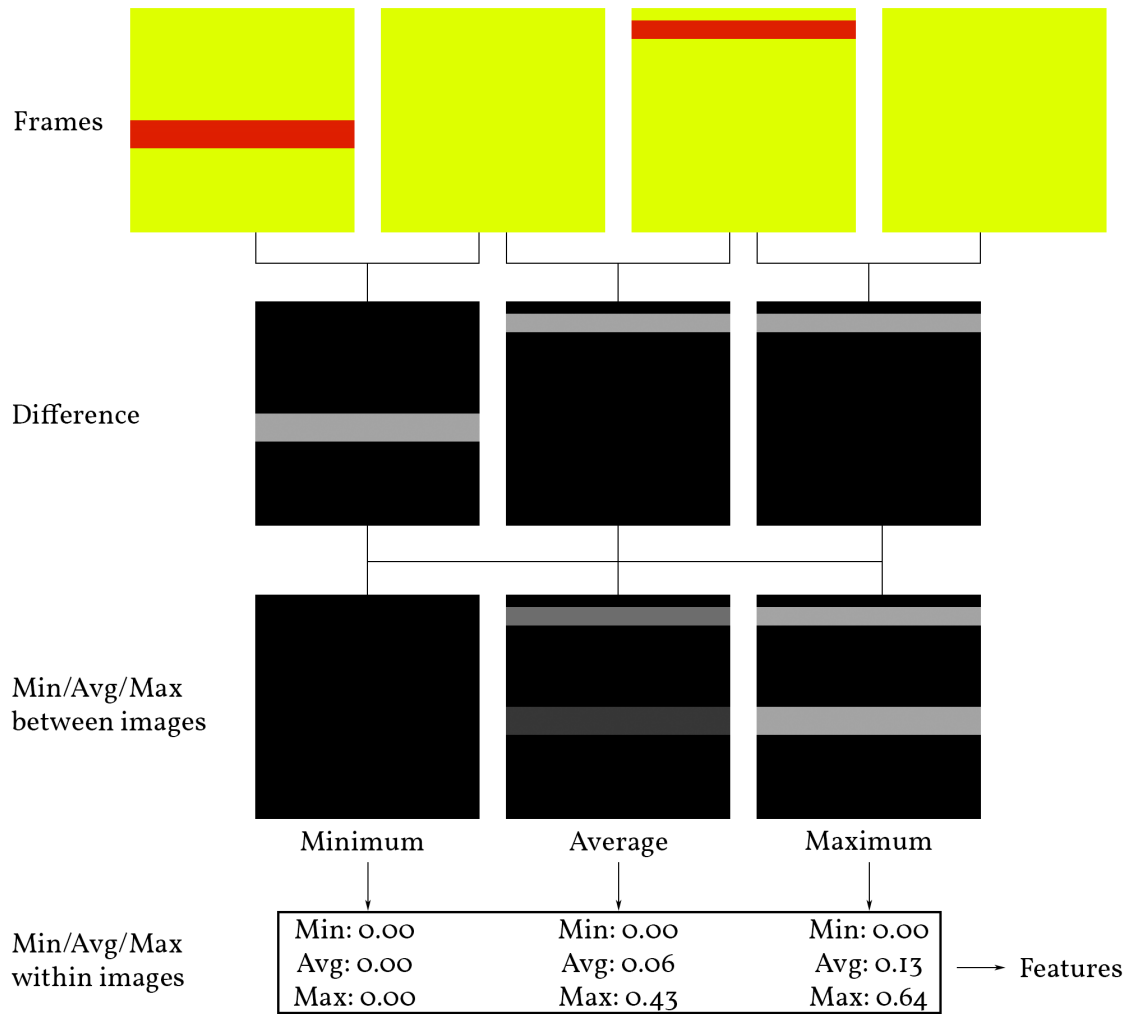 Frames
Difference
Min/Avg/Max
between images
Minimum
Average
Maximum
Min/Avg/Max
within images
Min: 0.00
Avg: 0.00
Max: 0.00
Min: 0.00
Avg: 0.06
Max: 0.43
Min: 0.00
Avg: 0.13
Max: 0.64
Features